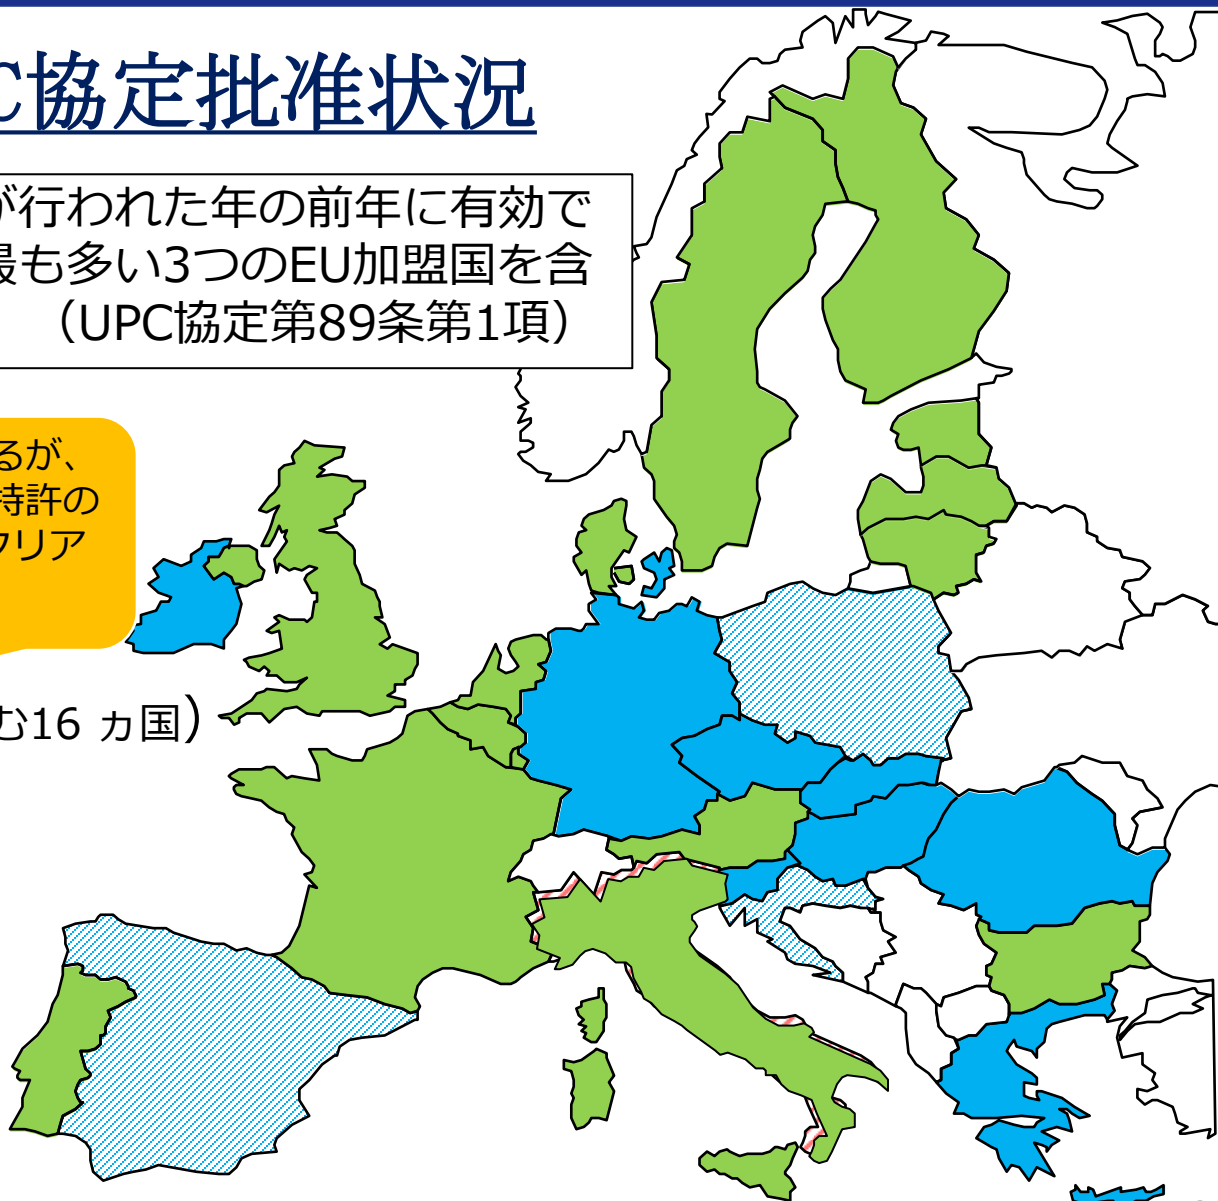 C協定批准状況
が行われた年の前年に有効で
最も多い3つのEU加盟国を含
(UPC協定第89条第1項)
るが、
特許の
クリア
む16 ヵ国)